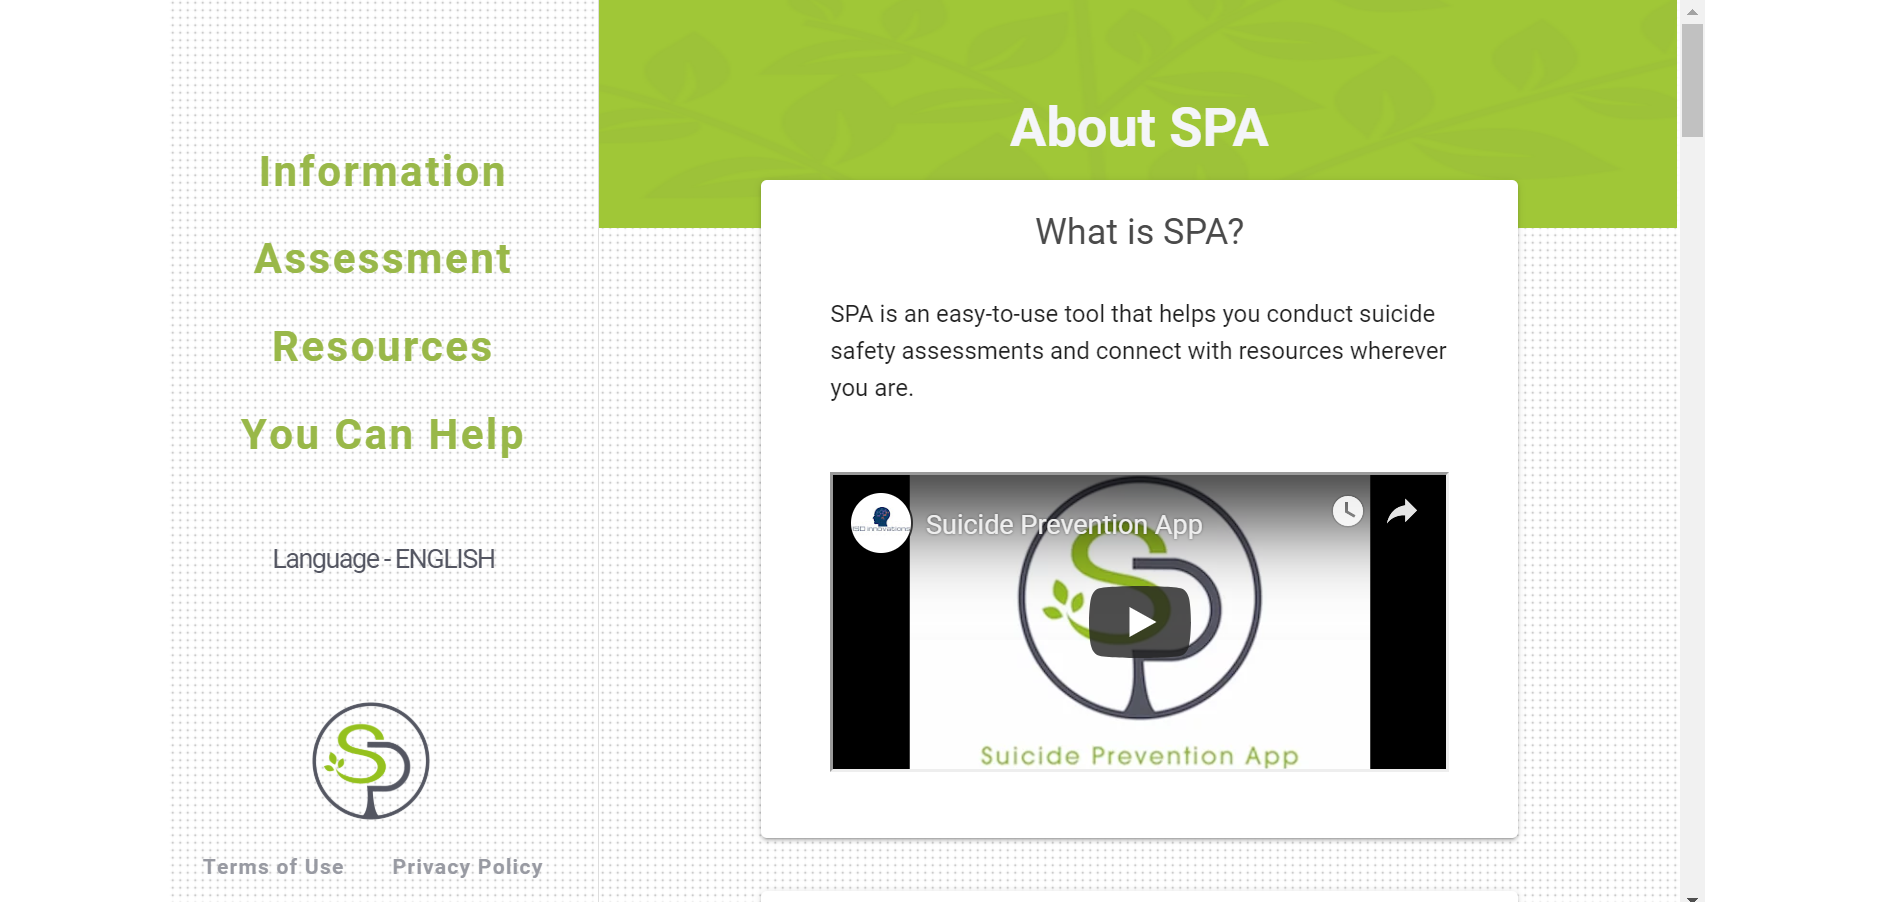 Information
Assessment
Resources
You Can Help
Language - ENGLISH
Terms of Use
Privacy Policy
About SPA
What is SPA?
SPA is an easy-to-use tool that helps you conduct suicide
safety assessments and connect with resources wherever
you are.
ISD innovations
Suicide Prevention App
SP
Suicide Prevention App